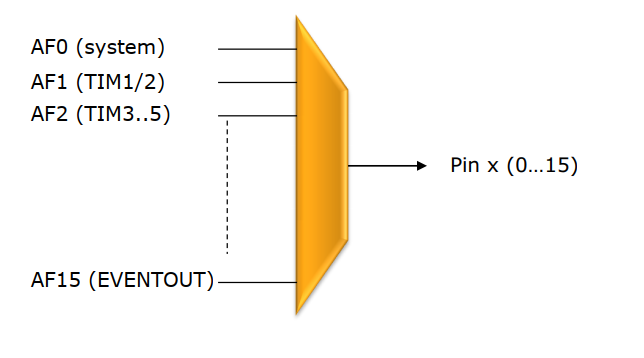 AF0 (system)
AF1 (TIM1/2)
AF2 (TIM3..5)
Pin x (0...15)
AF15 (EVENTOUT)